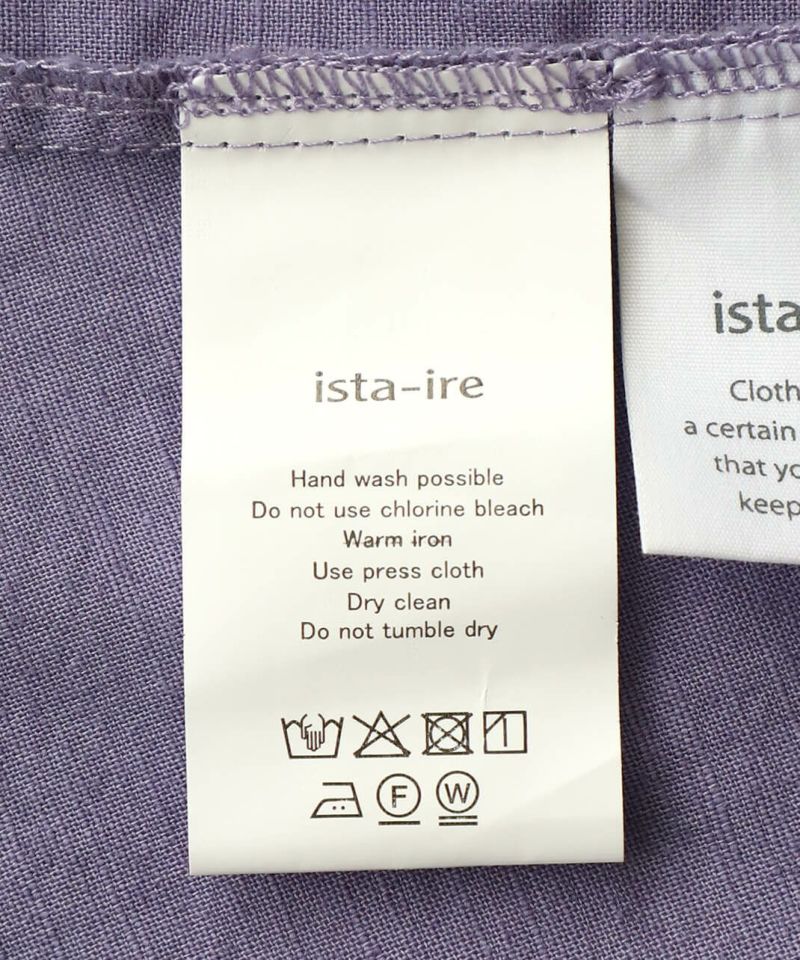 ista-ire
Hand wash possible
Do not use chlorine bleach
Warm iron
Use press cloth
Dry clean
Do not tumble dry
F W
ista
Cloth
a certain
that yo
keep